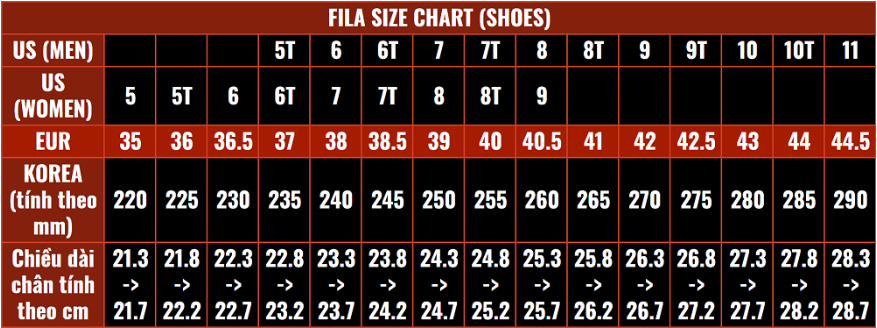 FILA SIZE CHART (SHOES)
US (MEN) 5T 6 6T 7 7T 8 8T 9 9T 10 10T 11
US
(WOMEN) 5 5T 6 6T 7 7T 8 8T 9
EUR 35 36 36.5 37 38 38.5 39 40 40.5 41 42 42.5 43 44 44.5
KOREA
(tính theo
mm) 220 225 230 235 240 245 250 255 260 265 270 275 280 285 290
Chiều dài 21.3 21.8 22.3 22.8 23.3 23.8 24.3 24.8 25.3 25.8 26.3 26.8 27.3 27.8 28.3
chân tính -> -> -> -> -> -> -> -> -> -> -> -> -> -> ->
theo cm 21.7 22.2 22.7 23.2 23.7 24.2 24.7 25.2 25.7 26.2 26.7 27.2 27.7 28.2 28.7